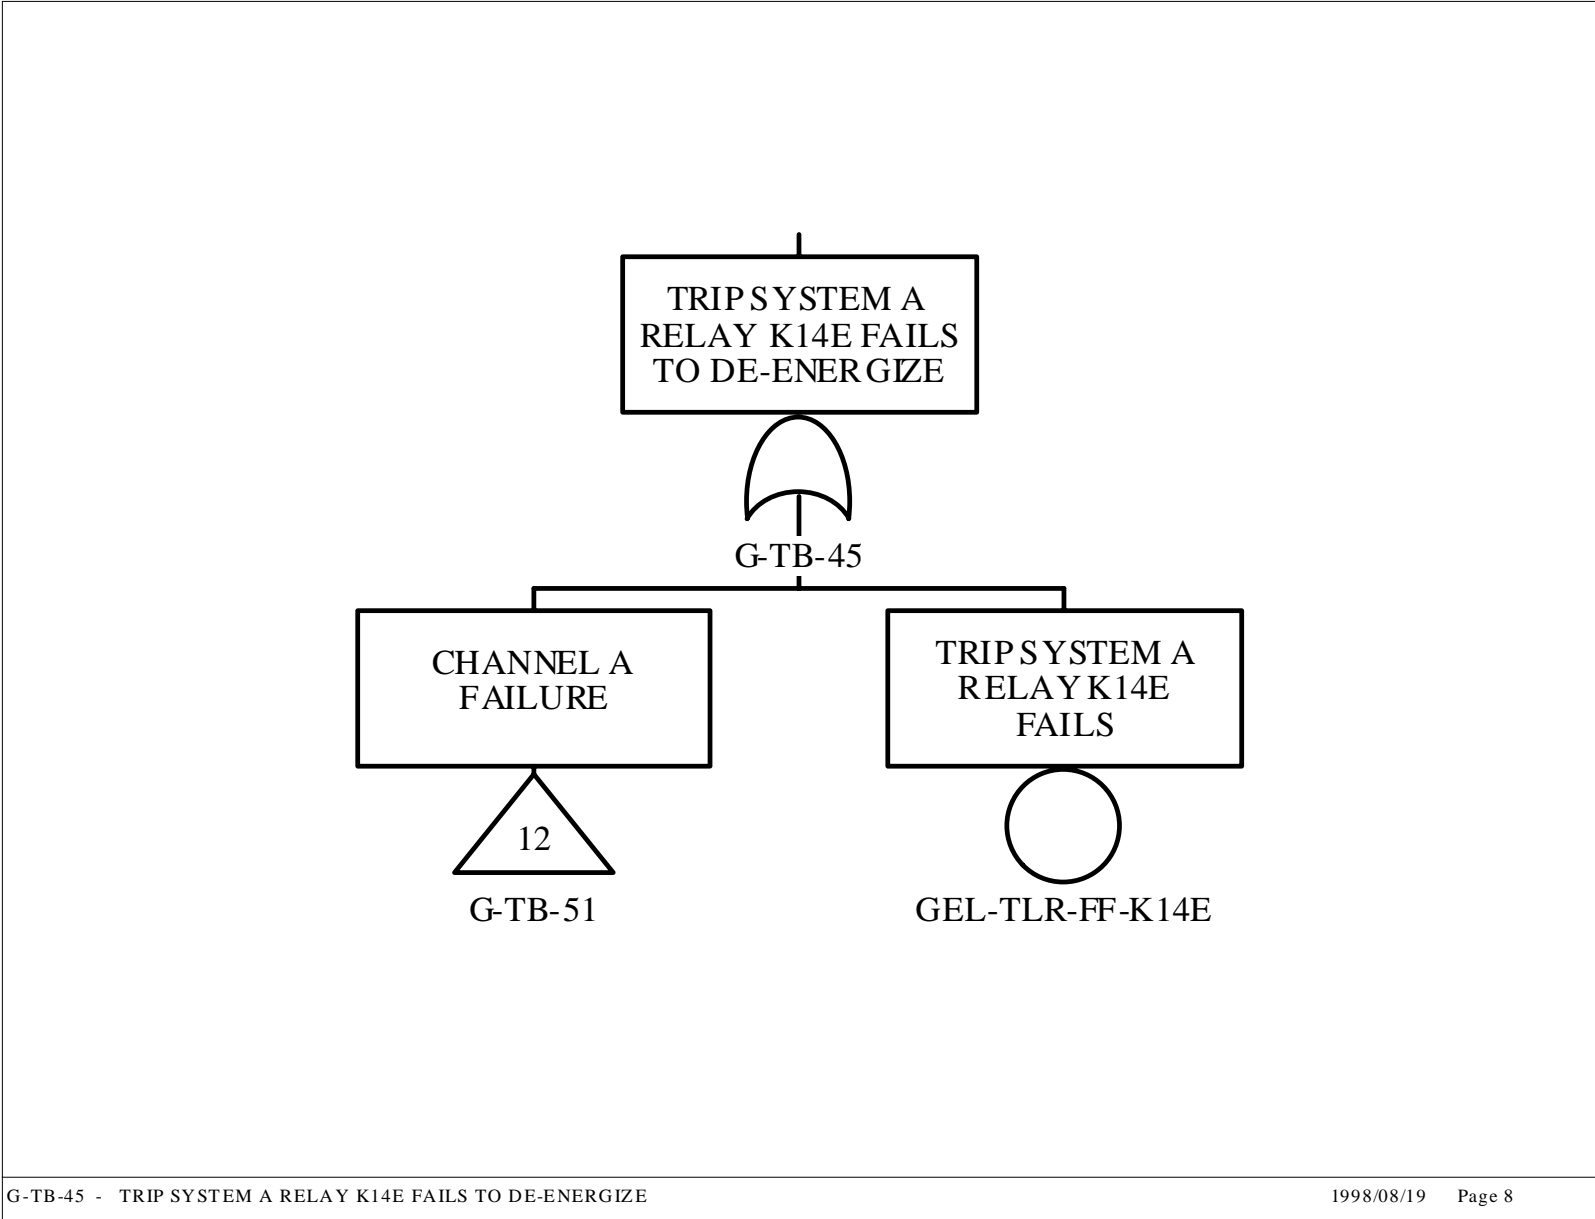 TRIP SYSTEM A
RELAY K14E FAILS
TO DE-ENERGIZE
G-TB-45
CHANNEL A
FAILURE
12
G-TB-51
TRIP SYSTEM A
RELAY K14E
FAILS
GEL-TLR-FF-K14E
G-TB-45 - TRIP SYSTEM A RELAY K14E FAILS TO DE-ENERGIZE
1998/08/19 Page 8